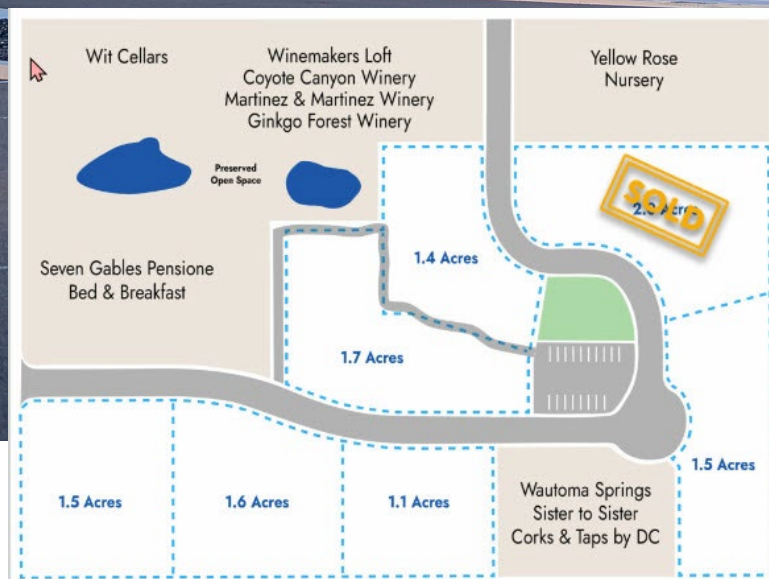 Wit Cellars
Winemakers Loft
Coyote Canyon Winery
Martinez & Martinez Winery
Ginkgo Forest Winery
Yellow Rose
Nursery
Preserved
Open Space
SOLD
1.4 Acres
Seven Gables Pensione
Bed & Breakfast
1.7 Acres
1.5 Acres
1.5 Acres
1.6 Acres
1.1 Acres
Wautoma Springs
Sister to Sister
Corks & Taps by DC